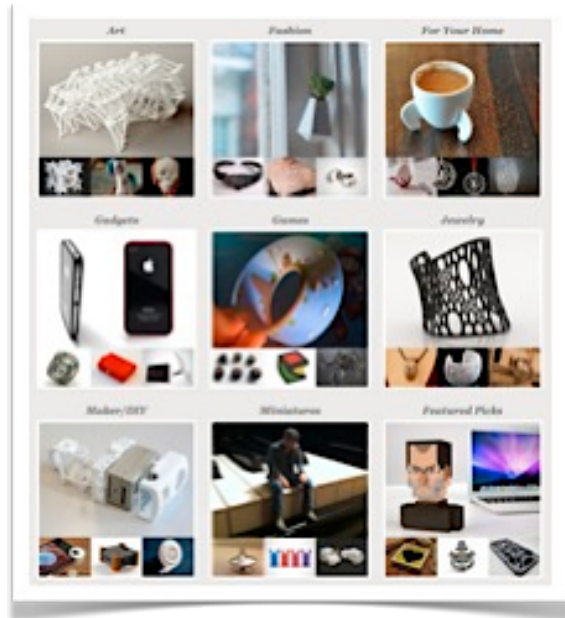 Art
Fashion
For Your Home
Gadgets
Games
Jewelry
Maker/DIY
Miniatures
Featured Picks